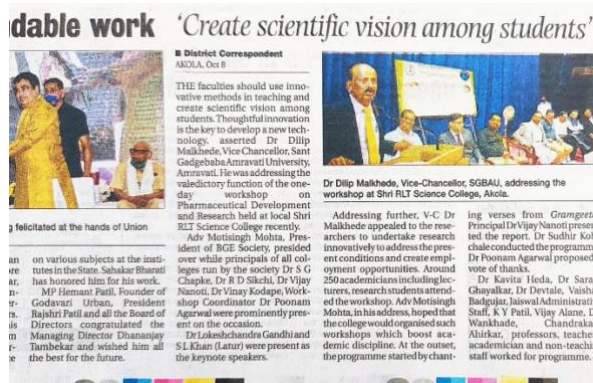 dable work
'Create scientific vision among students'
■ District Correspondent
AKOLA, Oct 8
THE faculties should use inno-
vative methods in teaching and
create scientific vision among
students. Thoughtful innovation
is the key to develop a new tech-
nology, asserted Dr Dilip
Malkhede, Vice Chancellor, Sant
Gadgebaba Amravati University,
Amravati. He was addressing the
valedictory function of the one-
day workshop on
Pharmaceutical Development
and Research held at local Shri
RLT Science College recently.
Adv Motisingh Mohta, Pres-
ident of BGE Society, presided
over while principals of all col-
leges run by the society Dr S G
Chapke, Dr R D Sikchi, Dr Vijay
Nanoti, Dr Vinay Kodape, Work-
shop Coordinator Dr Poonam
Agarwal were prominently pres-
ent on the occasion.
Dr Lokeshchandra Gandhi and
S L Khan (Latur) were present as
the keynote speakers.
Dr Dilip Malkhede, Vice-Chancellor, SGBAU, addressing the
workshop at Shri RLT Science College, Akola.
Addressing further, V-C Dr
Malkhede appealed to the rese-
archers to undertake research
innovatively to address the pres-
ent conditions and create empl-
oyment opportunities. Around
250 academicians including lec-
turers, research students attend-
ed the workshop. Adv Motisingh
Mohta, in his address, hoped that
the college would organised such
workshops which boost aca-
demic discipline. At the outset,
the programme started by chant-
ing verses from Gramgeet
Principal Dr Vijay Nanoti presen
ted the report. Dr Sudhir Kol
chale conducted the programm
Dr Poonam Agarwal proposed
vote of thanks.
Dr Kavita Heda, Dr Sara
Ghayalkar, Dr Devtale, Vaish
Badgujar, Jaiswal Administrati
Staff, K Y Patil, Vijay Alane, D
Wankhade, Chandraka
Ahirkar, professors, teache
academician and non-teachi
staff worked for programme.
g felicitated at the hands of Union
an
re
ar
n-
of
al
ir
ce
on various subjects at the insti-
tutes in the State. Sahakar Bharati
has honored him for his work.
MP Hemant Patil, Founder of
Godavari Urban, President
Rajshri Patil and all the Board of
Directors congratulated the
Managing Director Dhananjay
Tambekar and wished him all
the best for the future.